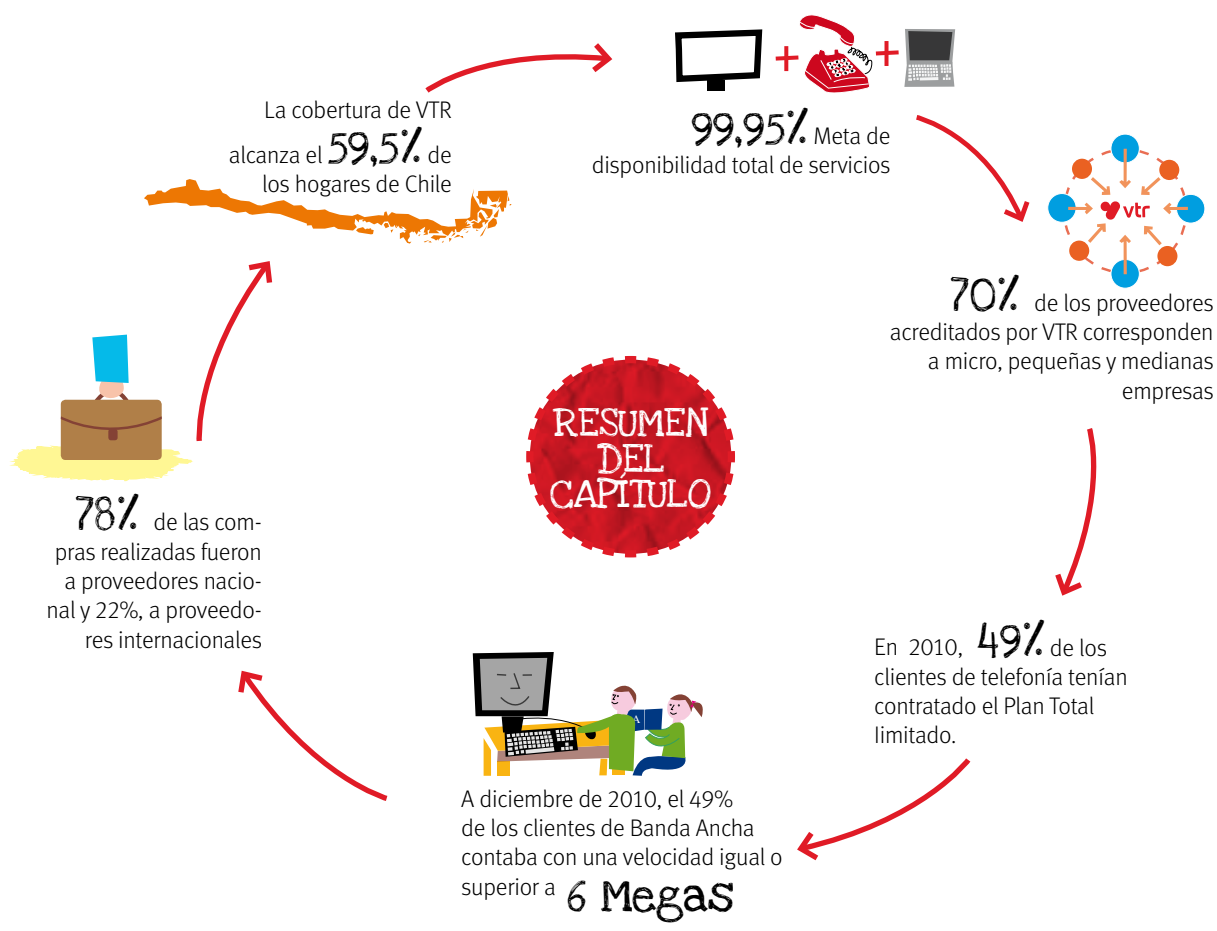 La cobertura de VTR
alcanza el 59,5% de
los hogares de Chile
99,95% Meta de
disponibilidad total de servicios
vtr
70% de los proveedores
acreditados por VTR corresponden
a micro, pequeñas y medianas
empresas
RESUMEN
DEL
CAPÍTULO
En 2010, 49% de los
clientes de telefonía tenían
contratado el Plan Total
limitado.
A
A diciembre de 2010, el 49%
de los clientes de Banda Ancha
contaba con una velocidad igual o
superior a 6 Megas
78% de las com-
pras realizadas fueron
a proveedores nacio-
nal y 22%, a proveedo-
res internacionales